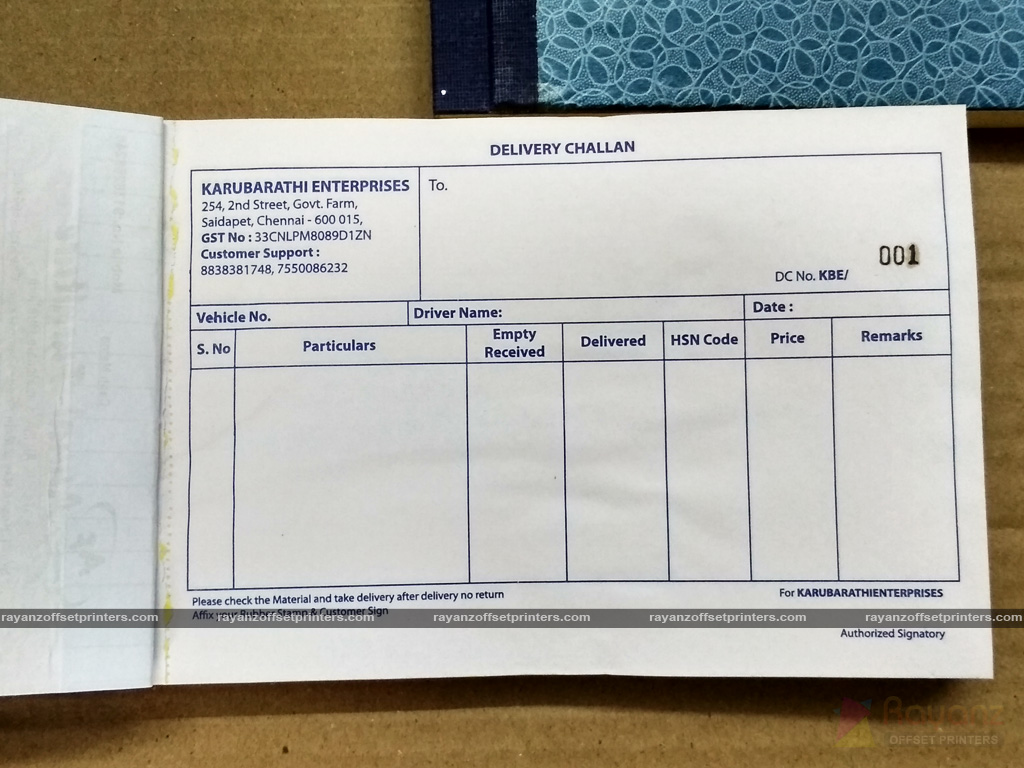 DELIVERY CHALLAN
KARUBARATHI ENTERPRISES
254, 2nd Street, Govt. Farm,
Saidapet, Chennai - 600 015,
GST No : 33CNLPM8089D1ZN
Customer Support :
8838381748, 7550086232
To.
001
DC No. KBE/
Vehicle No.
Driver Name:
Date :
S. No
Particulars
Empty
Received
Delivered
HSN Code
Price
Remarks
Please check the Material and take delivery after delivery no return
Affix your Rubber Stamp & Customer Sign
For KARUBARATHIENTERPRISES
Authorized Signatory
rayanzoffsetprinters.com rayanzoffsetprinters.com rayanzoffsetprinters.com rayanzoffsetprinters.com rayanzoffsetprinters.com
OFFSET PRINTERS